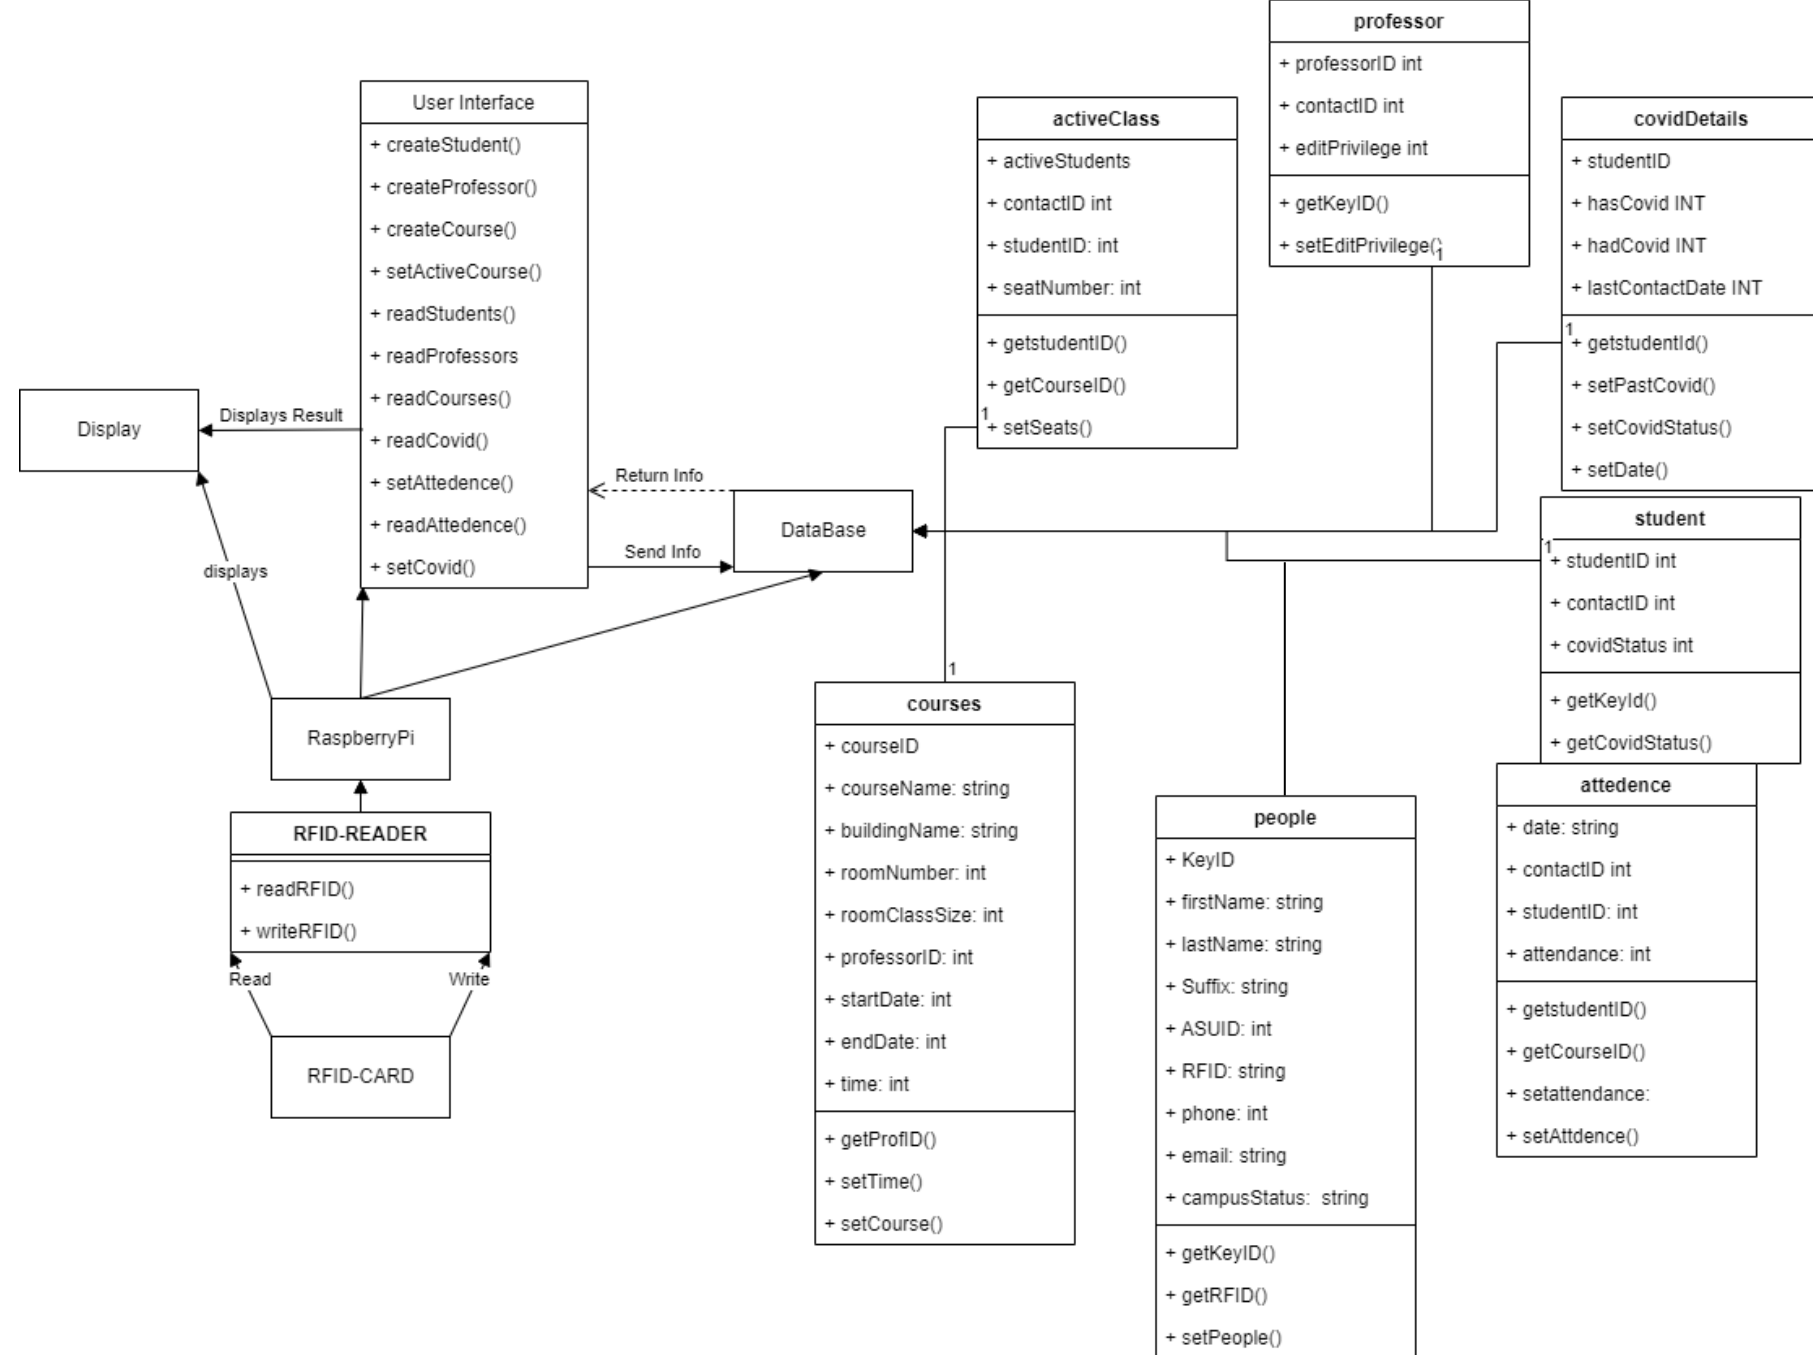 professor
+ professorID int
+ contactID int
+ editPrivilege int
+ getKeyID()
+ setEditPrivilege()
1
User Interface
+ createStudent()
+ createProfessor()
+ createCourse()
+ setActiveCourse()
+ readStudents()
+ readProfessors
+ readCourses()
+ readCovid()
+ setAttedence()
+ readAttedence()
+ setCovid()
activeClass
+ activeStudents
+ contactID int
+ studentID: int
+ seatNumber: int
+ getstudentID()
+ getCourseID()
1
+ setSeats()
covidDetails
+ studentID
+ hasCovid INT
+ hadCovid INT
+ lastContactDate INT
1
+ getstudentId()
+ setPastCovid()
+ setCovidStatus()
+ setDate()
Display
Displays Result
displays
Return Info
Send Info
DataBase
student
1
+ studentID int
+ contactID int
+ covidStatus int
+ getKeyId()
+ getCovidStatus()
RaspberryPi
1
courses
+ courseID
+ courseName: string
+ buildingName: string
+ roomNumber: int
+ roomClassSize: int
+ professorID: int
+ startDate: int
+ endDate: int
+ time: int
+ getProfID()
+ setTime()
+ setCourse()
people
+ KeyID
+ firstName: string
+ lastName: string
+ Suffix: string
+ ASUID: int
+ RFID: string
+ phone: int
+ email: string
+ campusStatus: string
+ getKeyID()
+ getRFID()
+ setPeople()
attedence
+ date: string
+ contactID int
+ studentID: int
+ attendance: int
+ getstudentID()
+ getCourseID()
+ setattendance:
+ setAttdence()
RFID-READER
+ readRFID()
+ writeRFID()
Read
Write
RFID-CARD